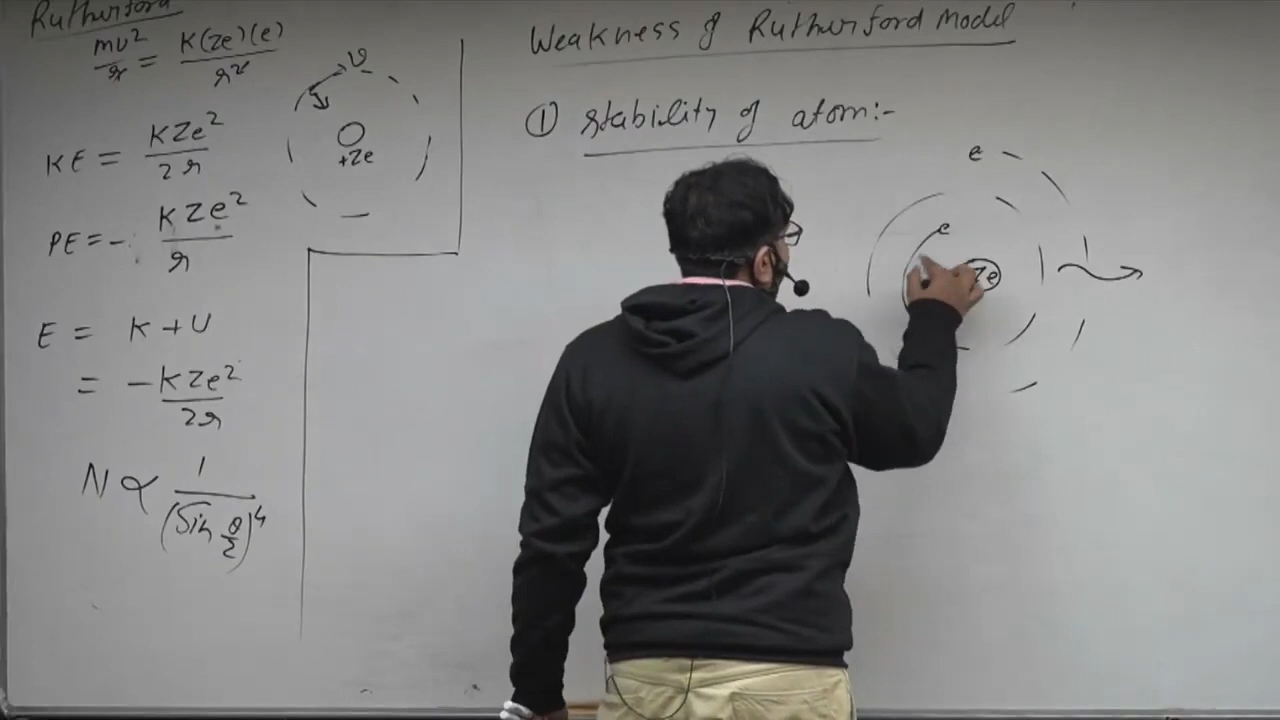 Rutherford
mv²/r = K(Ze)(e)/r²
v
+Ze
KE = KZe²/2r
PE = - KZe²/r
E = K + U
= -KZe²/2r
N ∝ 1/(Sin θ/2)⁴
Weakness of Rutherford Model
① stability of atom:-
e
e
Ze